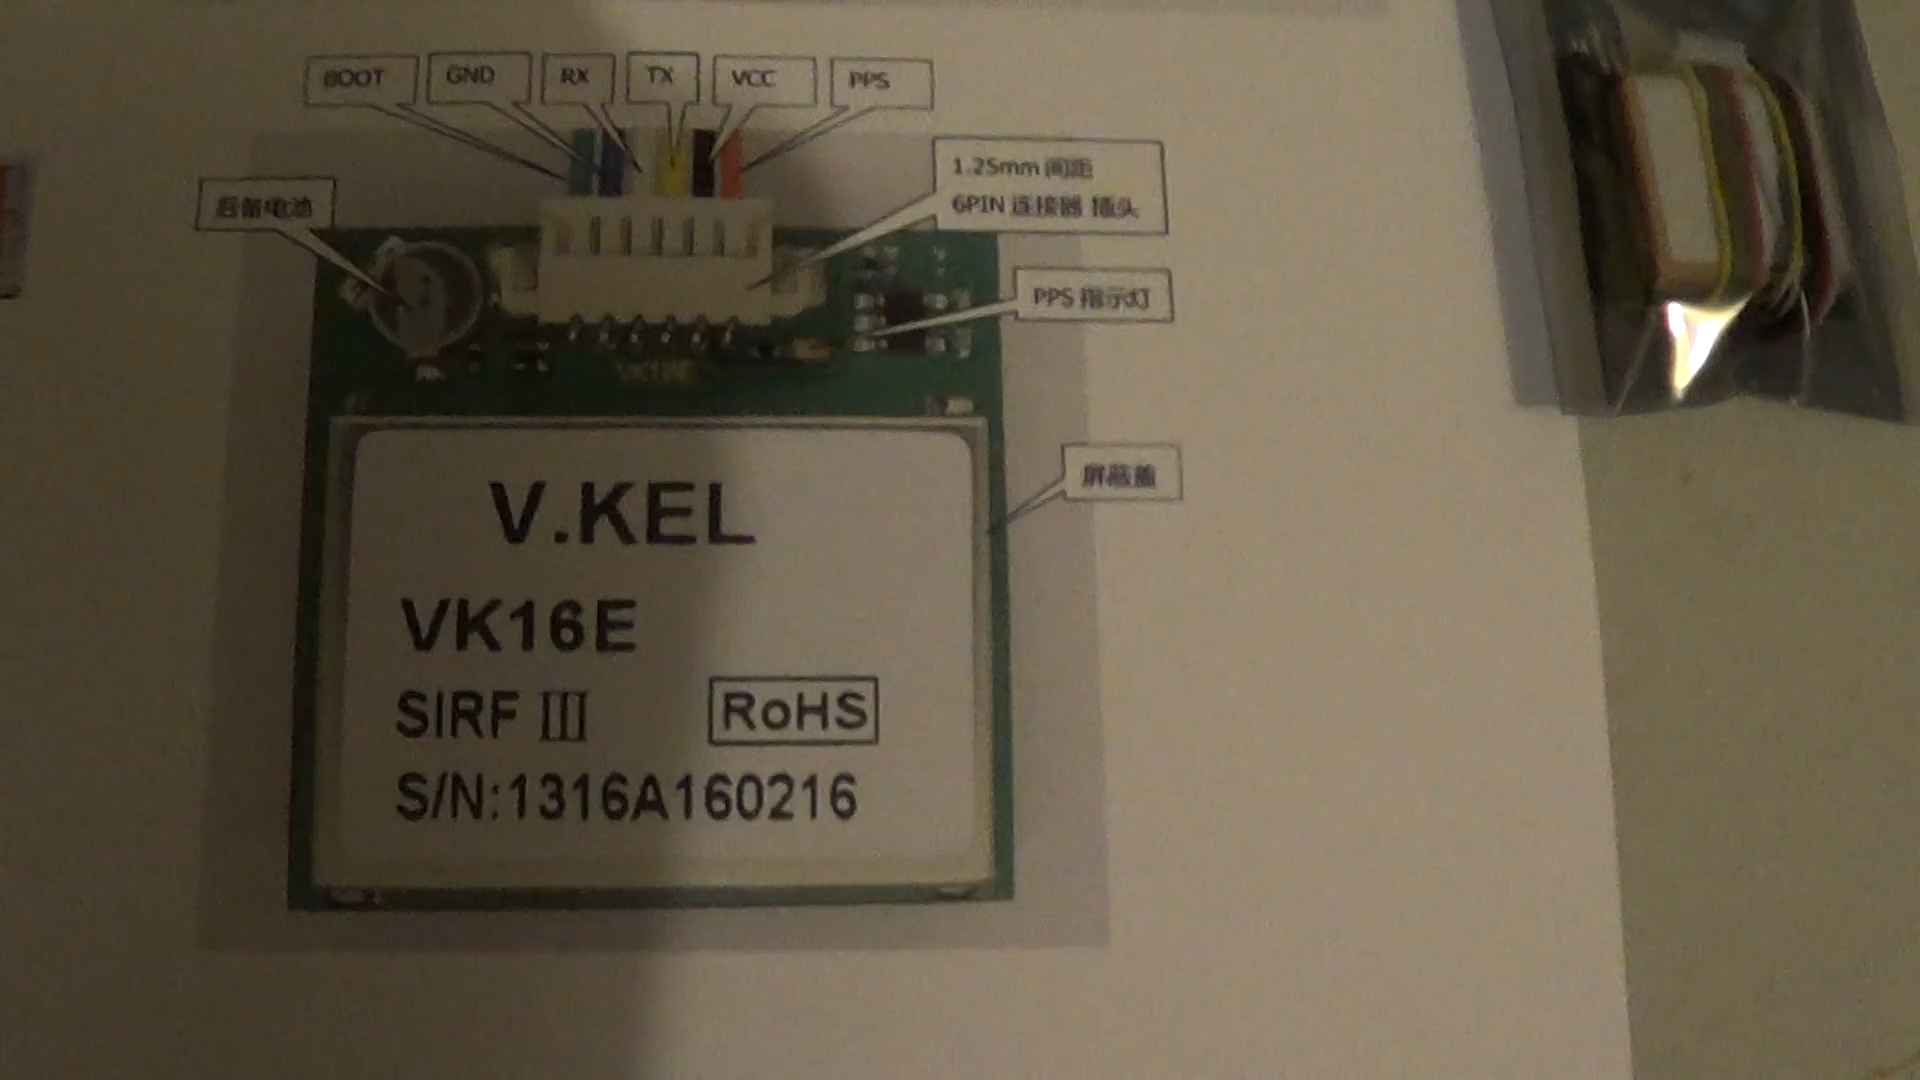 BOOT
GND
RX
TX
VCC
PPS
1.25mm 间距
6PIN 连接器 插头
后备电池
PPS 指示灯
VK16E
屏蔽盖
V.KEL
VK16E
SIRF III
RoHS
S/N:1316A160216